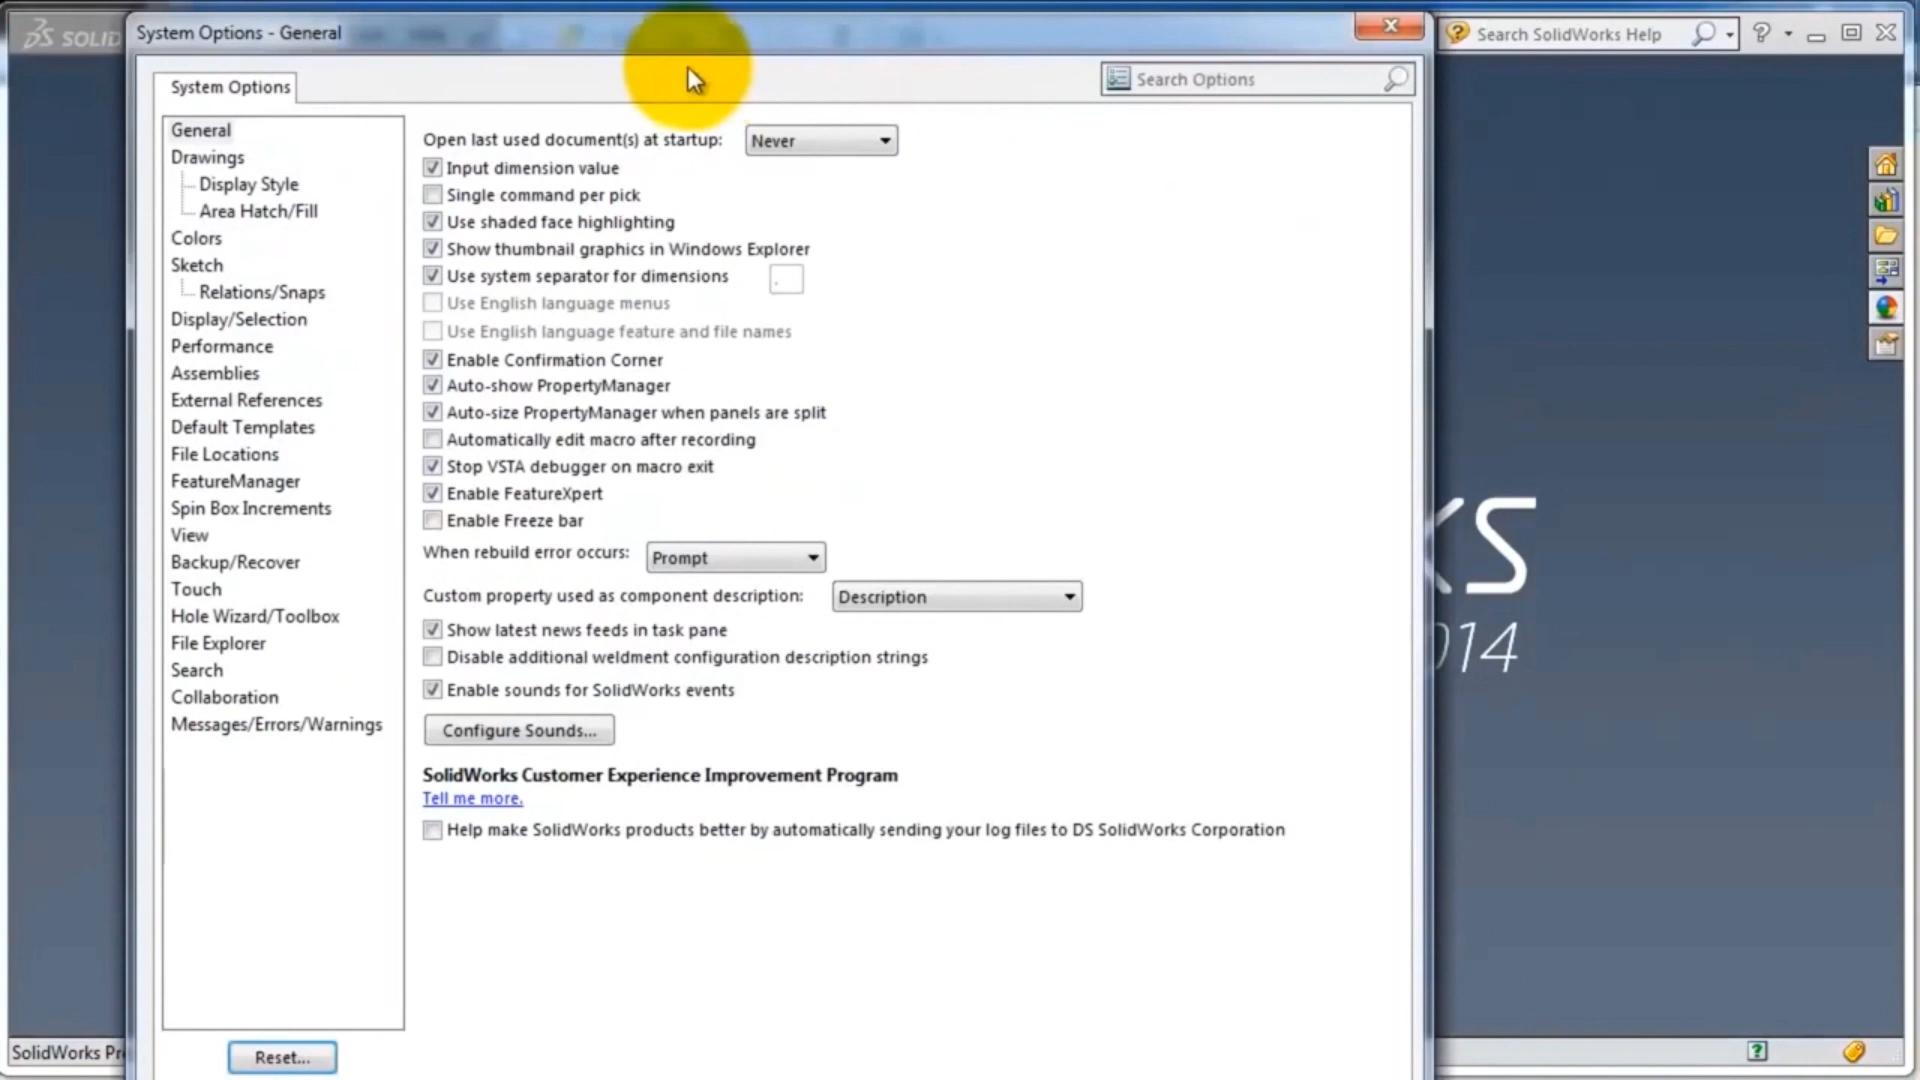 SOLID
System Options - General
Search SolidWorks Help
System Options
Search Options
General
Drawings
Display Style
Area Hatch/Fill
Colors
Sketch
Relations/Snaps
Display/Selection
Performance
Assemblies
External References
Default Templates
File Locations
FeatureManager
Spin Box Increments
View
Backup/Recover
Touch
Hole Wizard/Toolbox
File Explorer
Search
Collaboration
Messages/Errors/Warnings
Reset...
Open last used document(s) at startup: Never
Input dimension value
Single command per pick
Use shaded face highlighting
Show thumbnail graphics in Windows Explorer
Use system separator for dimensions .
Use English language menus
Use English language feature and file names
Enable Confirmation Corner
Auto-show PropertyManager
Auto-size PropertyManager when panels are split
Automatically edit macro after recording
Stop VSTA debugger on macro exit
Enable FeatureXpert
Enable Freeze bar
When rebuild error occurs: Prompt
Custom property used as component description: Description
Show latest news feeds in task pane
Disable additional weldment configuration description strings
Enable sounds for SolidWorks events
Configure Sounds...
SolidWorks Customer Experience Improvement Program
Tell me more.
Help make SolidWorks products better by automatically sending your log files to DS SolidWorks Corporation
KS
014
SolidWorks Pr